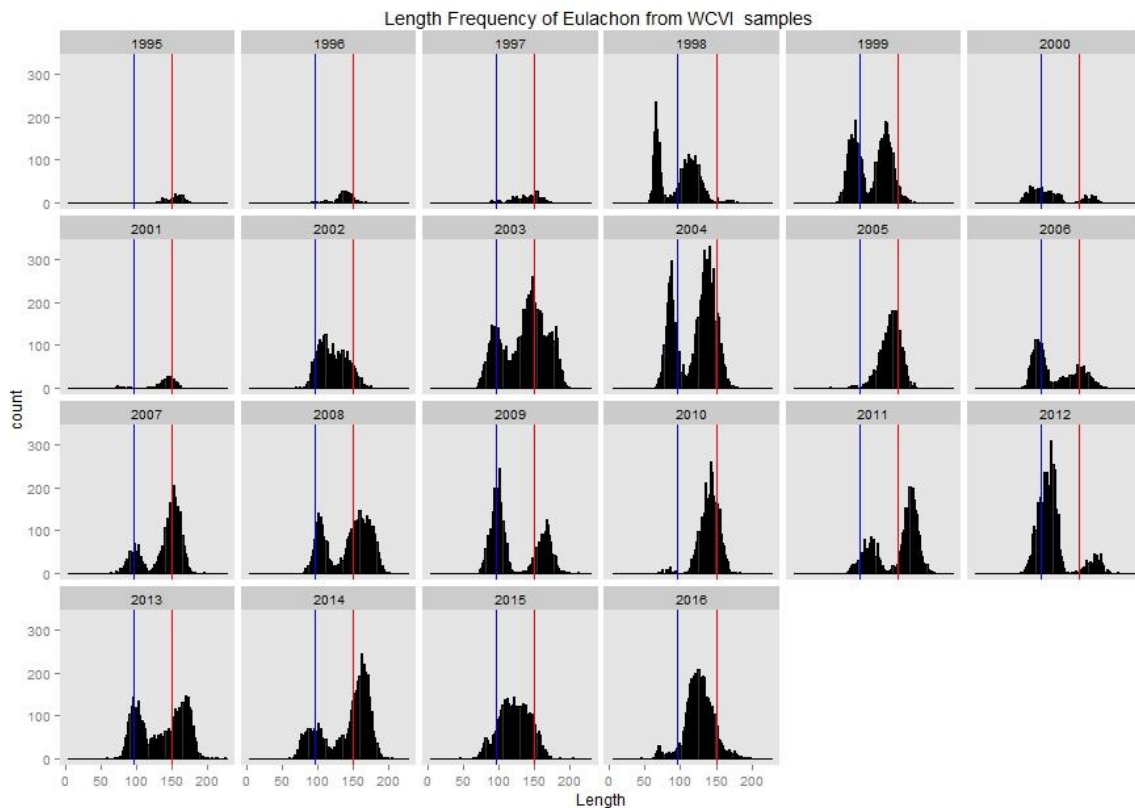 Length Frequency of Eulachon from WCVI samples
1995 1996 1997 1998 1999 2000
300
200
100
0
2001 2002 2003 2004 2005 2006
300
200
100
0
count
2007 2008 2009 2010 2011 2012
300
200
100
0
2013 2014 2015 2016
300
200
100
0
0 50 100 150 200 0 50 100 150 200 0 50 100 150 200 0 50 100 150 200
Length